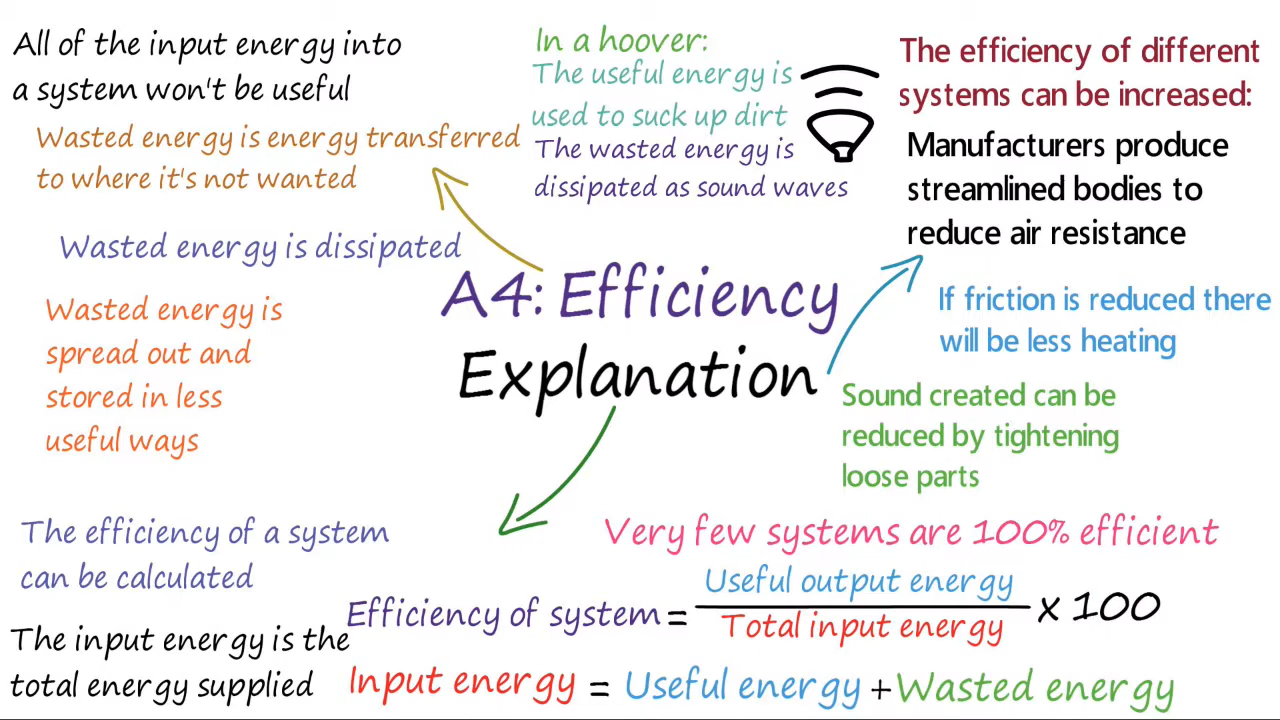 All of the input energy into
a system won't be useful
Wasted energy is energy transferred
to where it's not wanted
Wasted energy is dissipated
Wasted energy is
spread out and
stored in less
useful ways
In a hoover:
The useful energy is
used to suck up dirt
The wasted energy is
dissipated as sound waves
The efficiency of different
systems can be increased:
Manufacturers produce
streamlined bodies to
reduce air resistance
If friction is reduced there
will be less heating
Sound created can be
reduced by tightening
loose parts
A4: Efficiency
Explanation
The efficiency of a system
can be calculated
Very few systems are 100% efficient
Useful output energy
Efficiency of system = x 100
Total input energy
The input energy is the
total energy supplied
Input energy = Useful energy + Wasted energy